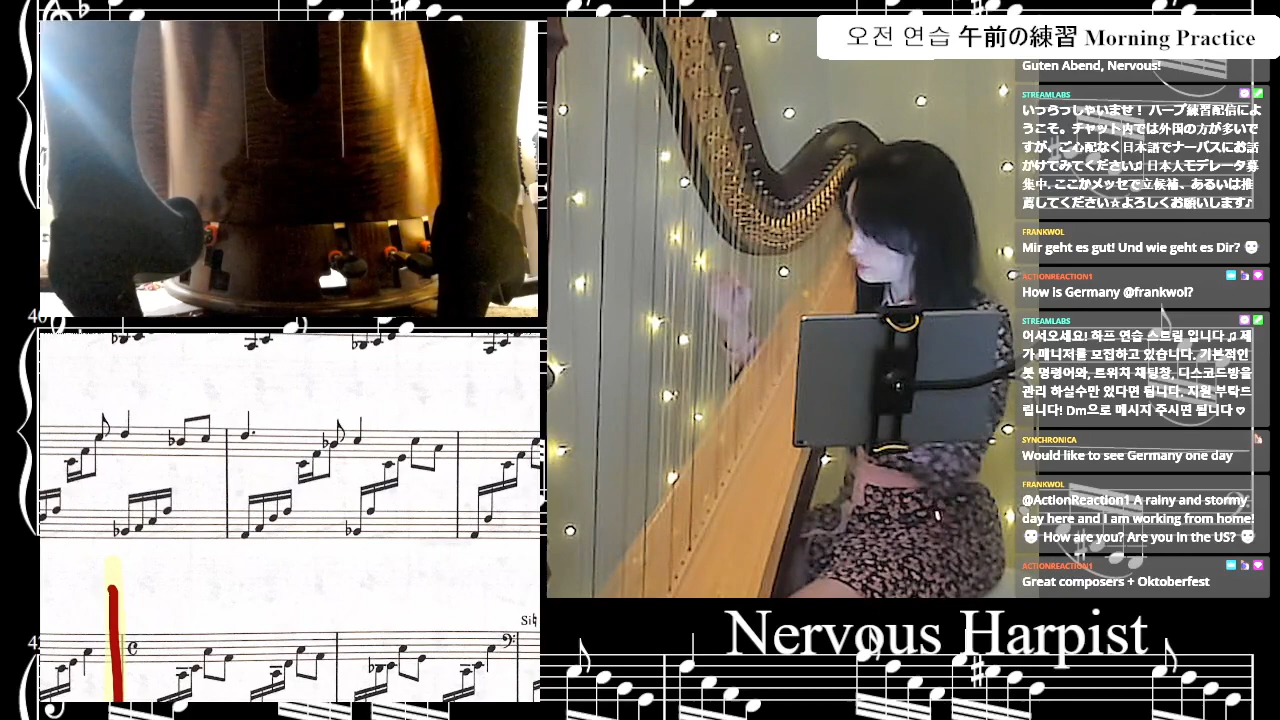 오전 연습 午前の練習 Morning Practice
Guten Abend, Nervous!
STREAMLABS
いらっしゃいませ！ハープ練習配信によ
うこそ。チャット内では外国の方が多いで
すが、ご心配なく日本語でナーバスにお話
かけてみてください♫ 日本人モデレータ募
集中. ここかメッセで立候補、あるいは推
薦してください☆よろしくお願いします♪
FRANKWOL
Mir geht es gut! Und wie geht es Dir?
ACTIONREACTION1
How is Germany @frankwol?
STREAMLABS
어서오세요! 하프 연습 스트림 입니다 ♫ 제
가 매니저를 모집하고 있습니다. 기본적인
봇 명령어와, 트위치 채팅창, 디스코드방을
관리 하실수만 있다면 됩니다. 지원 부탁드
립니다! Dm으로 메시지 주시면 됩니다 ♡
SYNCHRONICA
Would like to see Germany one day
FRANKWOL
@ActionReaction1 A rainy and stormy
day here and I am working from home!
How are you? Are you in the US?
ACTIONREACTION1
Great composers + Oktoberfest
40
4
Si♮
Nervous Harpist